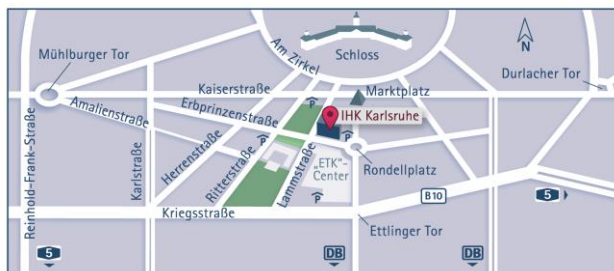 Mühlburger Tor
Am Zirkel
Schloss
N
Durlacher Tor
Kaiserstraße
Marktplatz
Amalienstraße
Erbprinzenstraße
IHK Karlsruhe
Reinhold-Frank-Straße
Karlstraße
Herrenstraße
Ritterstraße
Lammstraße
„ETK“-
Center
Rondellplatz
B10
5
Kriegsstraße
Ettlinger Tor
5
DB
DB
P
P
P
P